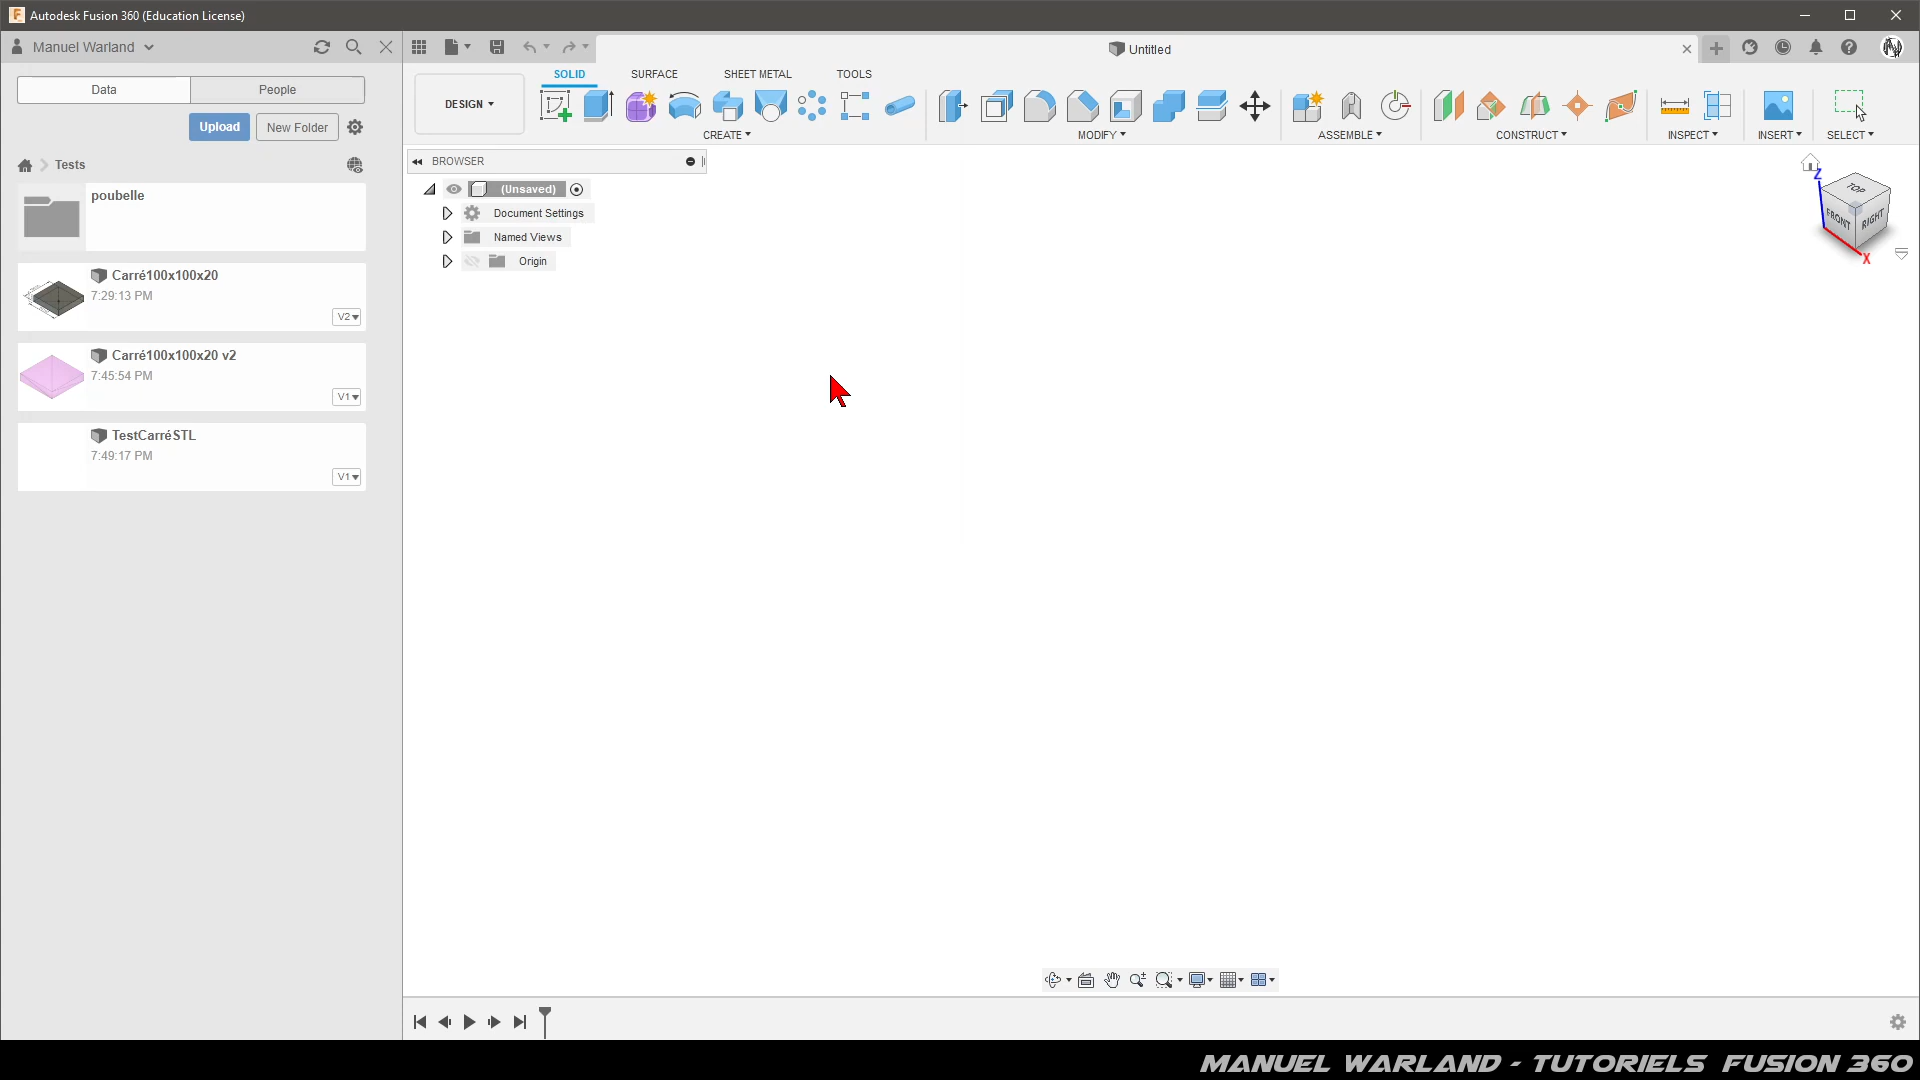 Autodesk Fusion 360 (Education License)
Manuel Warland
Untitled
Data
People
Upload
New Folder
Tests
poubelle
Carré100x100x20
7:29:13 PM
V2
Carré100x100x20 v2
7:45:54 PM
V1
TestCarréSTL
7:49:17 PM
V1
DESIGN
SOLID
SURFACE
SHEET METAL
TOOLS
CREATE
MODIFY
ASSEMBLE
CONSTRUCT
INSPECT
INSERT
SELECT
BROWSER
(Unsaved)
Document Settings
Named Views
Origin
Z
TOP
FRONT
RIGHT
X
MANUEL WARLAND - TUTORIELS FUSION 360